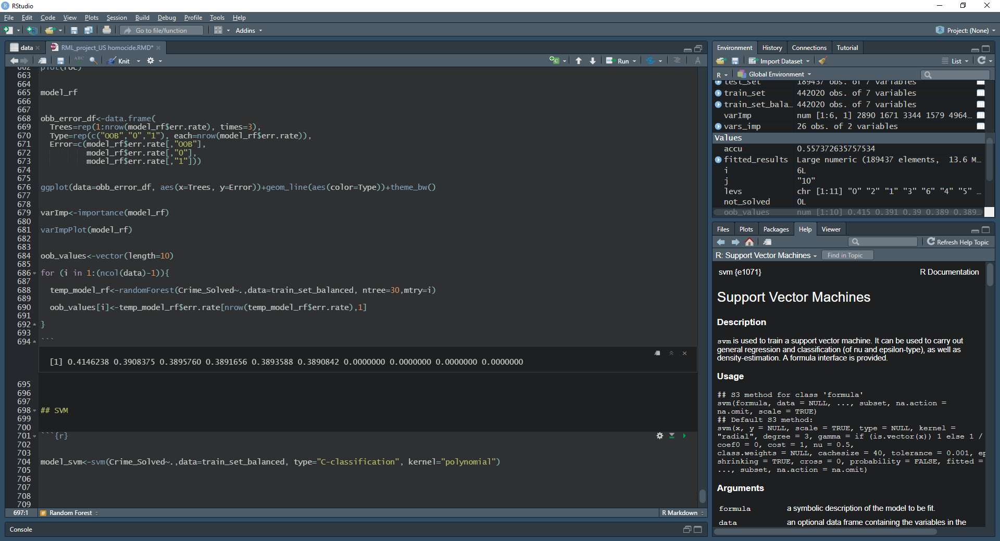 RStudio
File Edit Code View Plots Session Build Debug Profile Tools Help
Go to file/function Addins Project: (None)
data RML_project_US homocide.RMD*
ABC Knit Run
662 plot(roc)
663
664
665 model_rf
666
667
668 obb_error_df<-data.frame(
669 Trees=rep(1:nrow(model_rf$err.rate), times=3),
670 Type=rep(c("OOB","0","1"), each=nrow(model_rf$err.rate)),
671 Error=c(model_rf$err.rate[,"OOB"],
672 model_rf$err.rate[,"0"],
673 model_rf$err.rate[,"1"]))
674
675
676 ggplot(data=obb_error_df, aes(x=Trees, y=Error))+geom_line(aes(color=Type))+theme_bw()
677
678
679 varImp<-importance(model_rf)
680
681 varImpPlot(model_rf)
682
683
684 oob_values<-vector(length=10)
685
686 for (i in 1:(ncol(data)-1)){
687
688 temp_model_rf<-randomForest(Crime_Solved~.,data=train_set_balanced, ntree=30,mtry=i)
689
690 oob_values[i]<-temp_model_rf$err.rate[nrow(temp_model_rf$err.rate),1]
691
692 }
693
694 ```
[1] 0.4146238 0.3908375 0.3895760 0.3891656 0.3893588 0.3890842 0.0000000 0.0000000 0.0000000 0.0000000
695
696
697
698 ## SVM
699
700
701 ```{r}
702
703
704 model_svm<-svm(Crime_Solved~.,data=train_set_balanced, type="C-classification", kernel="polynomial")
705
706
707
708
709
697:1 # Random Forest R Markdown
Console
Environment History Connections Tutorial
Import Dataset List
R Global Environment
test_set 189437 obs. of 7 variables
train_set 442020 obs. of 7 variables
train_set_bala… 442020 obs. of 7 variables
varImp num [1:6, 1] 2890 1671 3344 1579 4964…
vars_imp 26 obs. of 2 variables
Values
accu 0.557372635757534
fitted_results Large numeric (189437 elements, 13.6 M…
i 6L
j "10"
levs chr [1:11] "0" "2" "1" "3" "6" "4" "5" …
not_solved 0L
oob_values num [1:10] 0.415 0.391 0.39 0.389 0.389…
Files Plots Packages Help Viewer
Refresh Help Topic
R: Support Vector Machines Find in Topic
svm {e1071} R Documentation
Support Vector Machines
Description
svm is used to train a support vector machine. It can be used to carry out
general regression and classification (of nu and epsilon-type), as well as
density-estimation. A formula interface is provided.
Usage
## S3 method for class 'formula'
svm(formula, data = NULL, ..., subset, na.action =
na.omit, scale = TRUE)
## Default S3 method:
svm(x, y = NULL, scale = TRUE, type = NULL, kernel =
"radial", degree = 3, gamma = if (is.vector(x)) 1 else 1 /
coef0 = 0, cost = 1, nu = 0.5,
class.weights = NULL, cachesize = 40, tolerance = 0.001, ep
shrinking = TRUE, cross = 0, probability = FALSE, fitted =
..., subset, na.action = na.omit)
Arguments
formula a symbolic description of the model to be fit.
data an optional data frame containing the variables in the